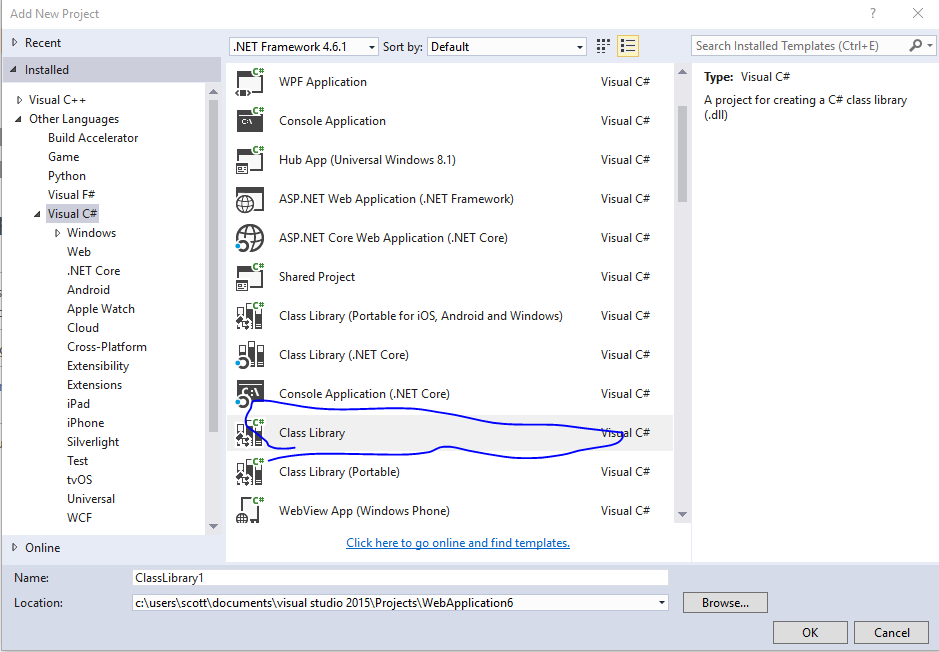 Add New Project
?
Recent
.NET Framework 4.6.1
Sort by:
Default
Search Installed Templates (Ctrl+E)
Installed
Visual C++
Other Languages
Build Accelerator
Game
Python
Visual F#
Visual C#
Windows
Web
.NET Core
Android
Apple Watch
Cloud
Cross-Platform
Extensibility
Extensions
iPad
iPhone
Silverlight
Test
tvOS
Universal
WCF
Online
WPF Application Visual C#
Console Application Visual C#
Hub App (Universal Windows 8.1) Visual C#
ASP.NET Web Application (.NET Framework) Visual C#
ASP.NET Core Web Application (.NET Core) Visual C#
Shared Project Visual C#
Class Library (Portable for iOS, Android and Windows) Visual C#
Class Library (.NET Core) Visual C#
Console Application (.NET Core) Visual C#
Class Library Visual C#
Class Library (Portable) Visual C#
WebView App (Windows Phone) Visual C#
Click here to go online and find templates.
Type: Visual C#
A project for creating a C# class library
(.dll)
Name: ClassLibrary1
Location: c:\users\scott\documents\visual studio 2015\Projects\WebApplication6
Browse...
OK
Cancel